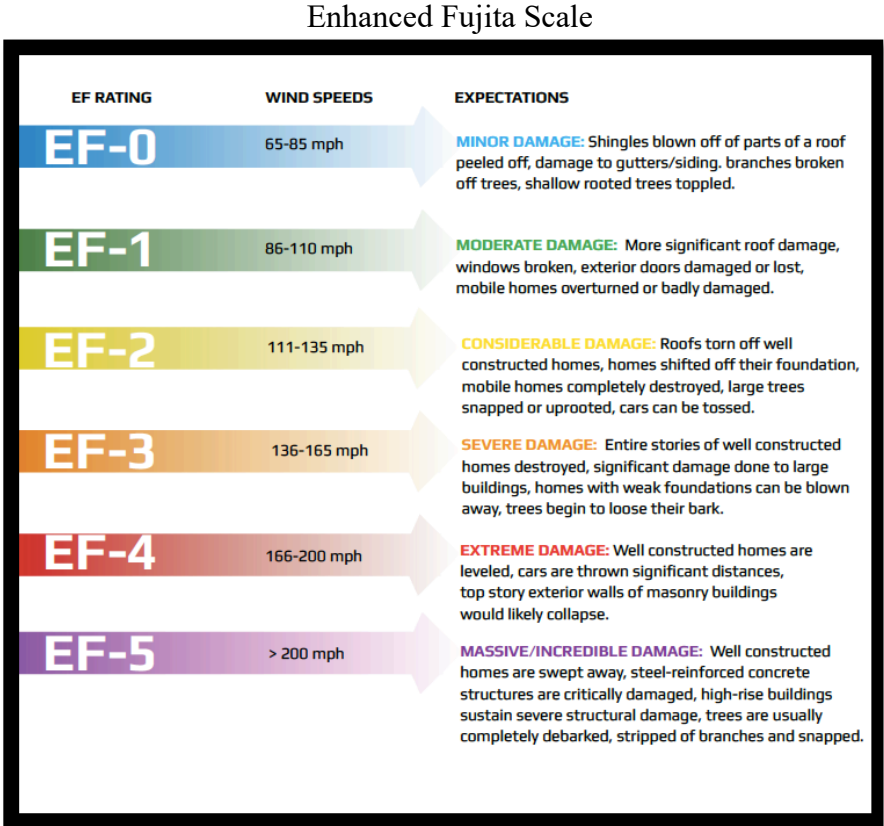 Enhanced Fujita Scale
EF RATING WIND SPEEDS EXPECTATIONS
EF-0 65-85 mph
MINOR DAMAGE: Shingles blown off of parts of a roof
peeled off, damage to gutters/siding. branches broken
off trees, shallow rooted trees toppled.
EF-1 86-110 mph
MODERATE DAMAGE: More significant roof damage,
windows broken, exterior doors damaged or lost,
mobile homes overturned or badly damaged.
EF-2 111-135 mph
CONSIDERABLE DAMAGE: Roofs torn off well
constructed homes, homes shifted off their foundation,
mobile homes completely destroyed, large trees
snapped or uprooted, cars can be tossed.
EF-3 136-165 mph
SEVERE DAMAGE: Entire stories of well constructed
homes destroyed, significant damage done to large
buildings, homes with weak foundations can be blown
away, trees begin to loose their bark.
EF-4 166-200 mph
EXTREME DAMAGE: Well constructed homes are
leveled, cars are thrown significant distances,
top story exterior walls of masonry buildings
would likely collapse.
EF-5 > 200 mph
MASSIVE/INCREDIBLE DAMAGE: Well constructed
homes are swept away, steel-reinforced concrete
structures are critically damaged, high-rise buildings
sustain severe structural damage, trees are usually
completely debarked, stripped of branches and snapped.